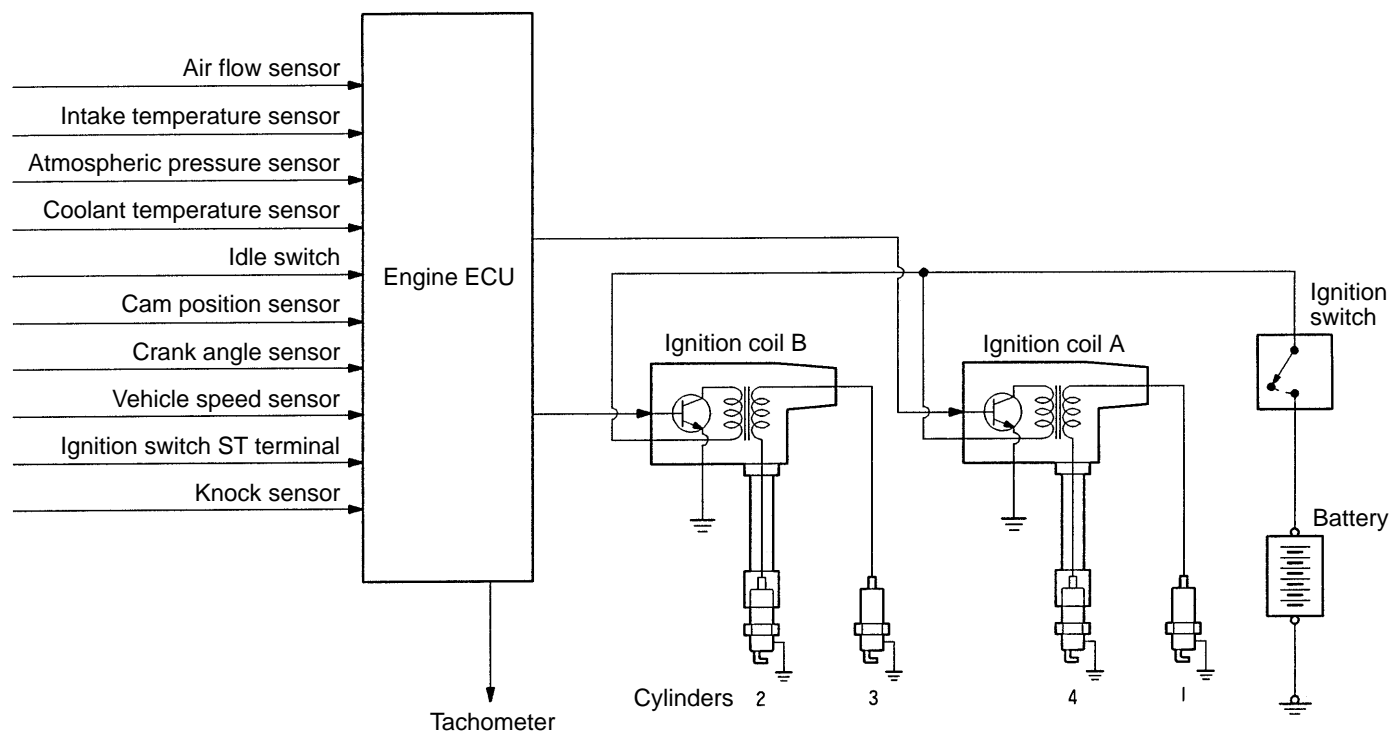 Air flow sensor
Intake temperature sensor
Atmospheric pressure sensor
Coolant temperature sensor
Idle switch
Cam position sensor
Crank angle sensor
Vehicle speed sensor
Ignition switch ST terminal
Knock sensor
Engine ECU
Tachometer
Ignition coil B
Ignition coil A
Ignition
switch
Battery
Cylinders 2 3 4 1